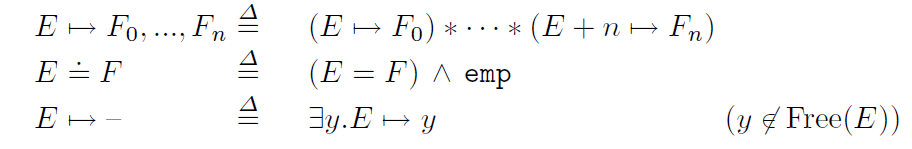 E ↦ F₀, ..., Fₙ ≜ (E ↦ F₀) ∗ ⋯ ∗ (E + n ↦ Fₙ)
E ≐ F ≜ (E = F) ∧ emp
E ↦ – ≜ ∃y.E ↦ y (y ∉ Free(E))